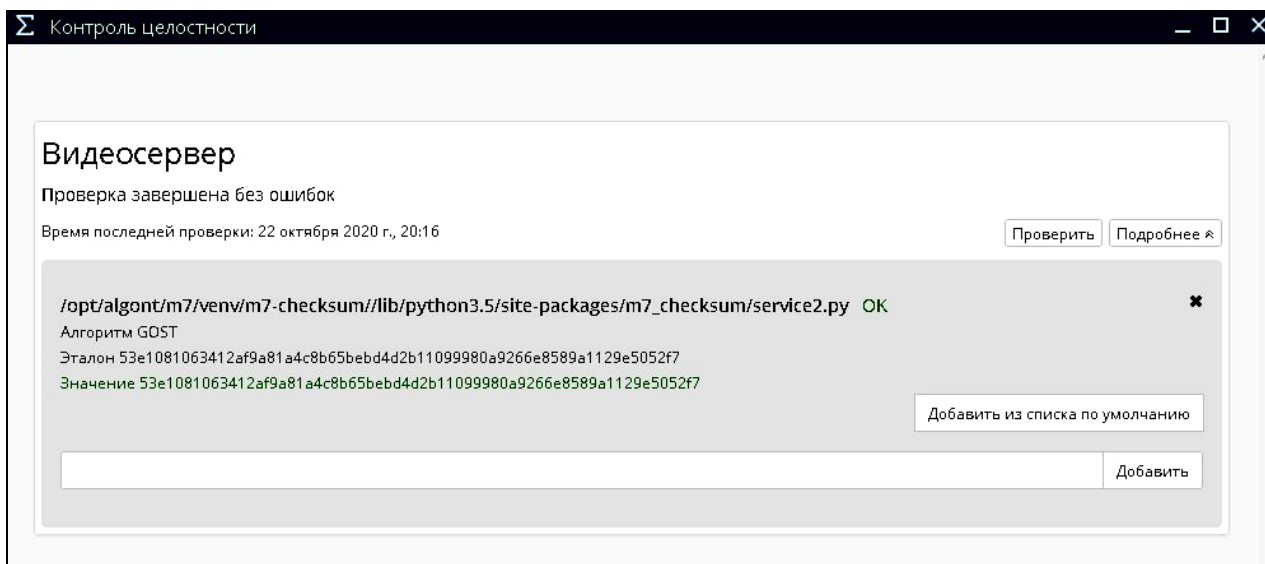 Σ Контроль целостности
Видеосервер
Проверка завершена без ошибок
Время последней проверки: 22 октября 2020 г., 20:16
Проверить
Подробнее
/opt/algont/m7/venv/m7-checksum//lib/python3.5/site-packages/m7_checksum/service2.py OK
Алгоритм GOST
Эталон 53e1081063412af9a81a4c8b65bebd4d2b11099980a9266e8589a1129e5052f7
Значение 53e1081063412af9a81a4c8b65bebd4d2b11099980a9266e8589a1129e5052f7
Добавить из списка по умолчанию
Добавить